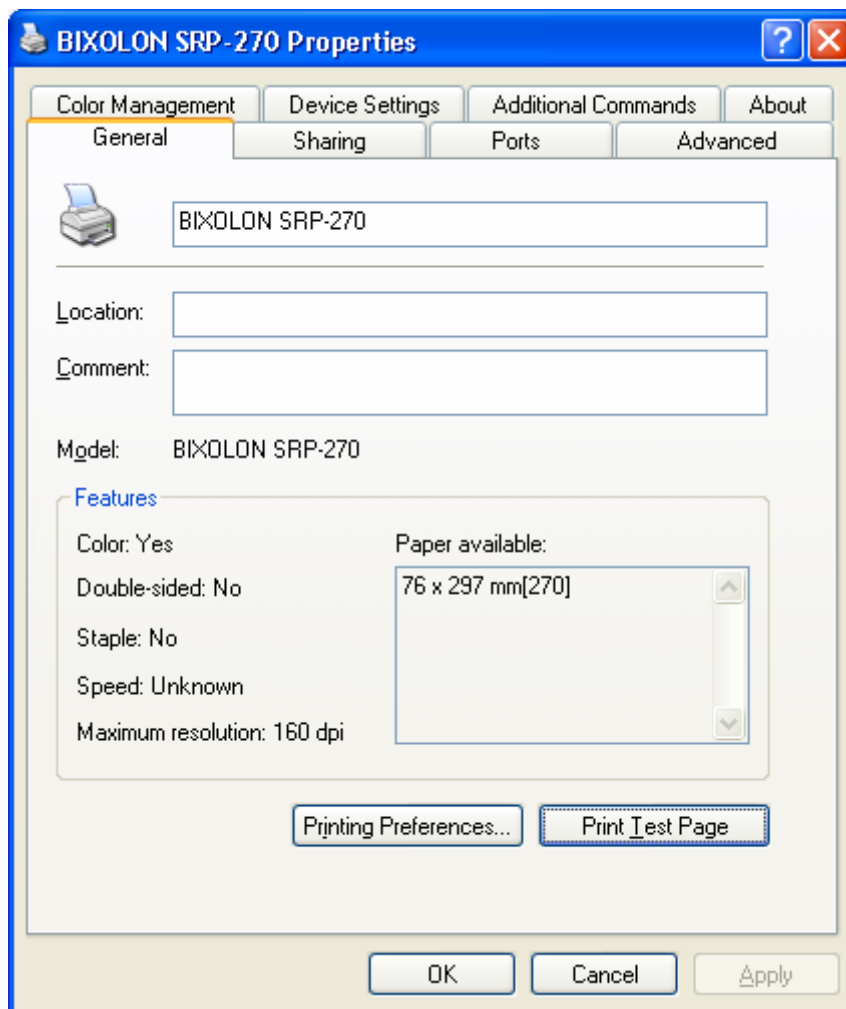 BIXOLON SRP-270 Properties
?
Color Management Device Settings Additional Commands About
General Sharing Ports Advanced
BIXOLON SRP-270
Location:
Comment:
Model: BIXOLON SRP-270
Features
Color: Yes Paper available:
76 x 297 mm[270]
Double-sided: No
Staple: No
Speed: Unknown
Maximum resolution: 160 dpi
Printing Preferences... Print Test Page
OK Cancel Apply